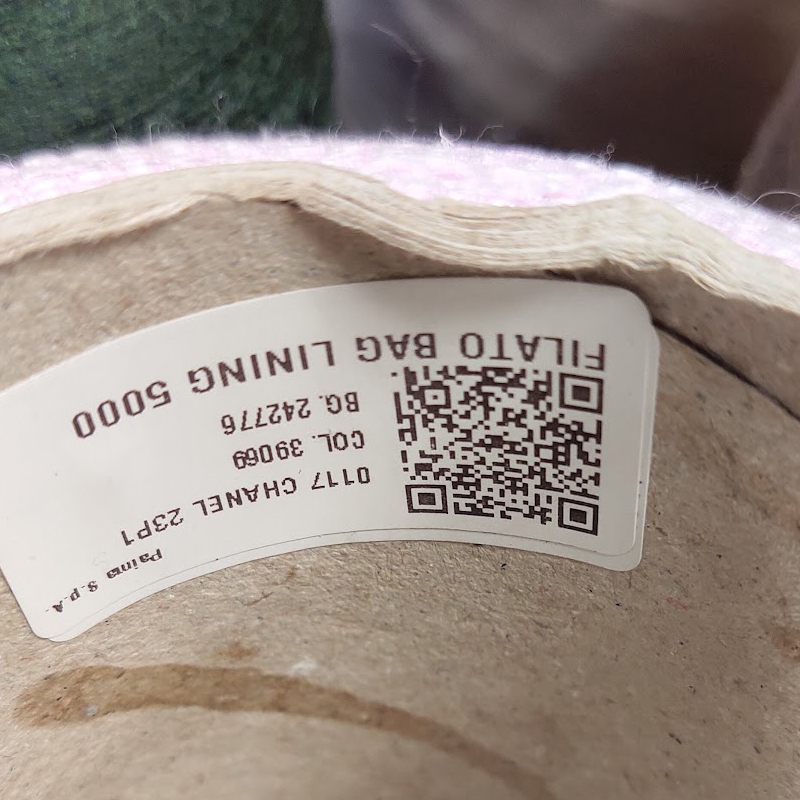 FILATO BAG LINING 5000
BG. 242776
COL. 39069
0117 CHANEL 23P1
Paima S.p.A.